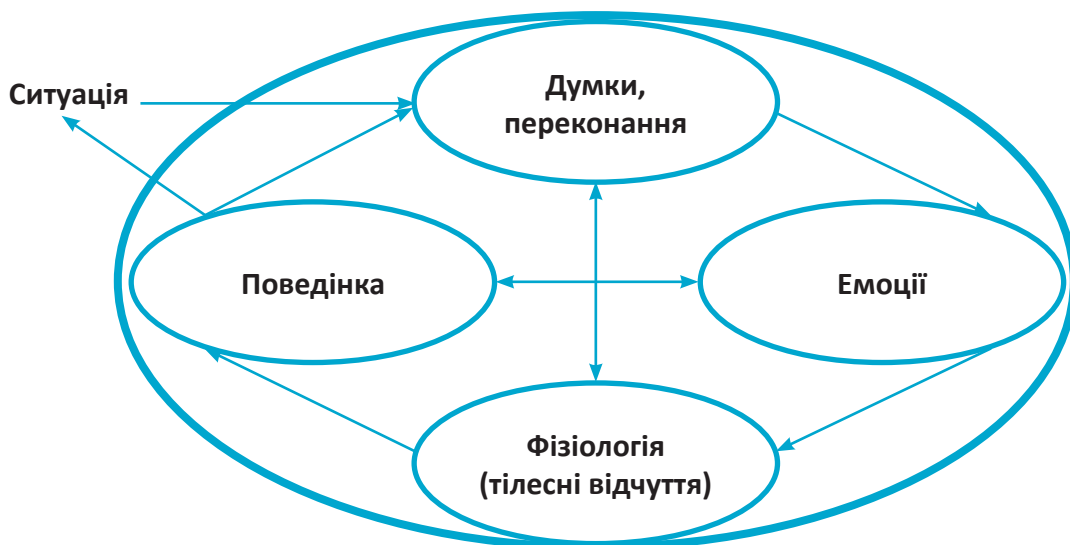 Ситуація
Думки,
переконання
Поведінка
Емоції
Фізіологія
(тілесні відчуття)